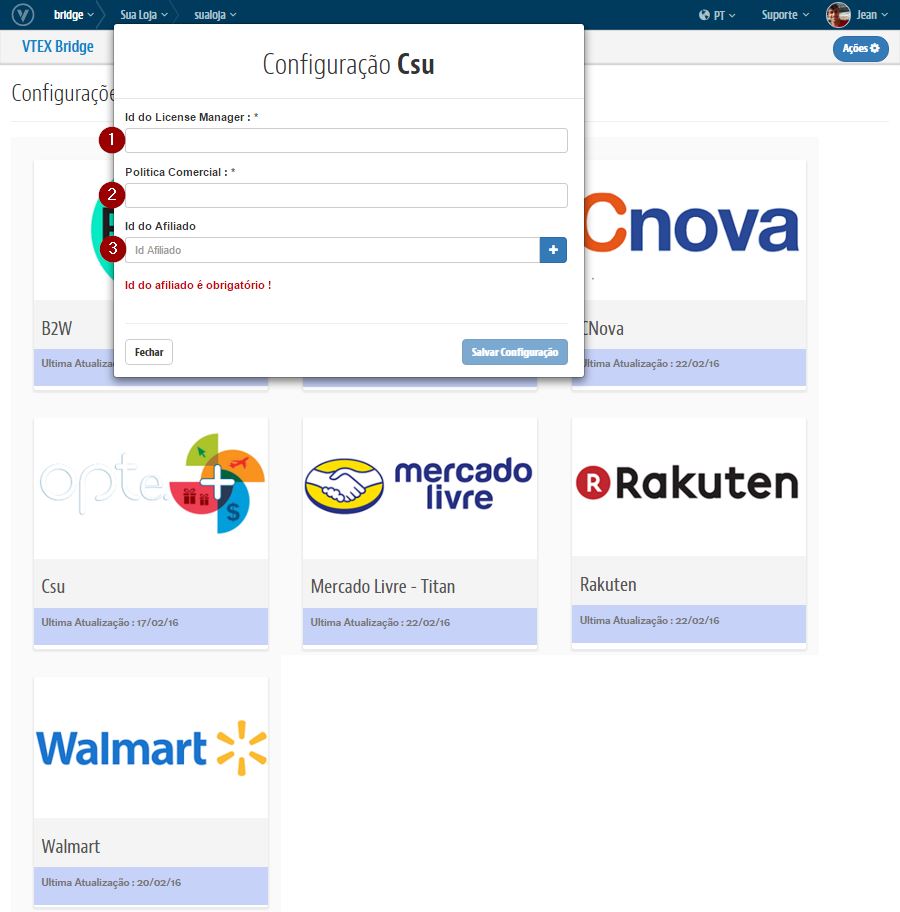 bridge Sua Loja sualoja PT Suporte Jean
VTEX Bridge Ações
Configuraçõe
Configuração Csu
Id do License Manager : *
1
Politica Comercial : *
2
Id do Afiliado
3 Id Afiliado +
Id do afiliado é obrigatório !
Fechar Salvar Configuração
Cnova
B2W
CNova
Ultima Atualiza
Ultima Atualização : 22/02/16
opte+
$
mercado
livre
R Rakuten
Csu
Mercado Livre - Titan
Rakuten
Ultima Atualização : 17/02/16
Ultima Atualização : 22/02/16
Ultima Atualização : 22/02/16
Walmart
Walmart
Ultima Atualização : 20/02/16